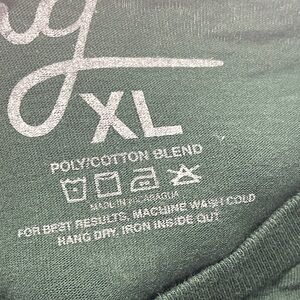 XL
POLY/COTTON BLEND
MADE IN NICARAGUA
FOR BEST RESULTS, MACHINE WASH COLD
HANG DRY. IRON INSIDE OUT